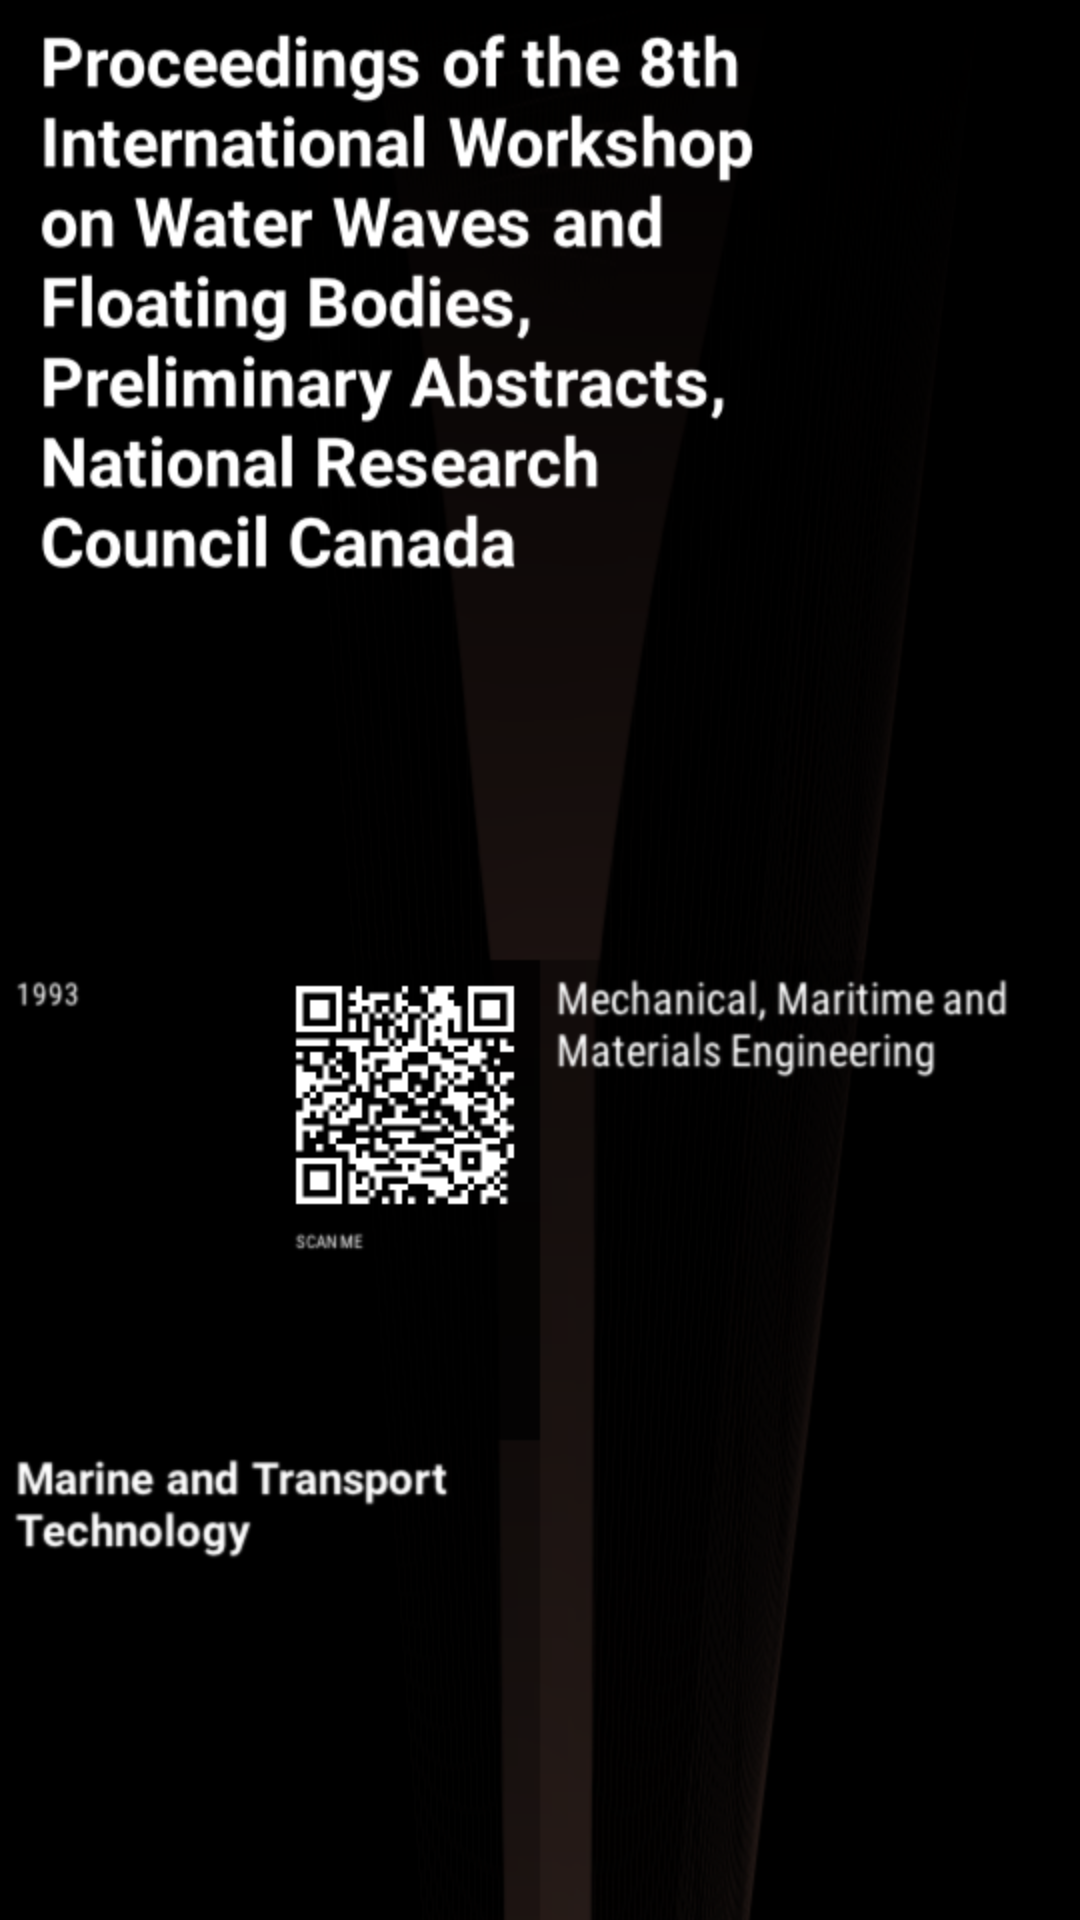 Proceedings of the 8th
International Workshop
on Water Waves and
Floating Bodies,
Preliminary Abstracts,
National Research
Council Canada
1993
SCAN ME
Mechanical, Maritime and
Materials Engineering
Marine and Transport
Technology